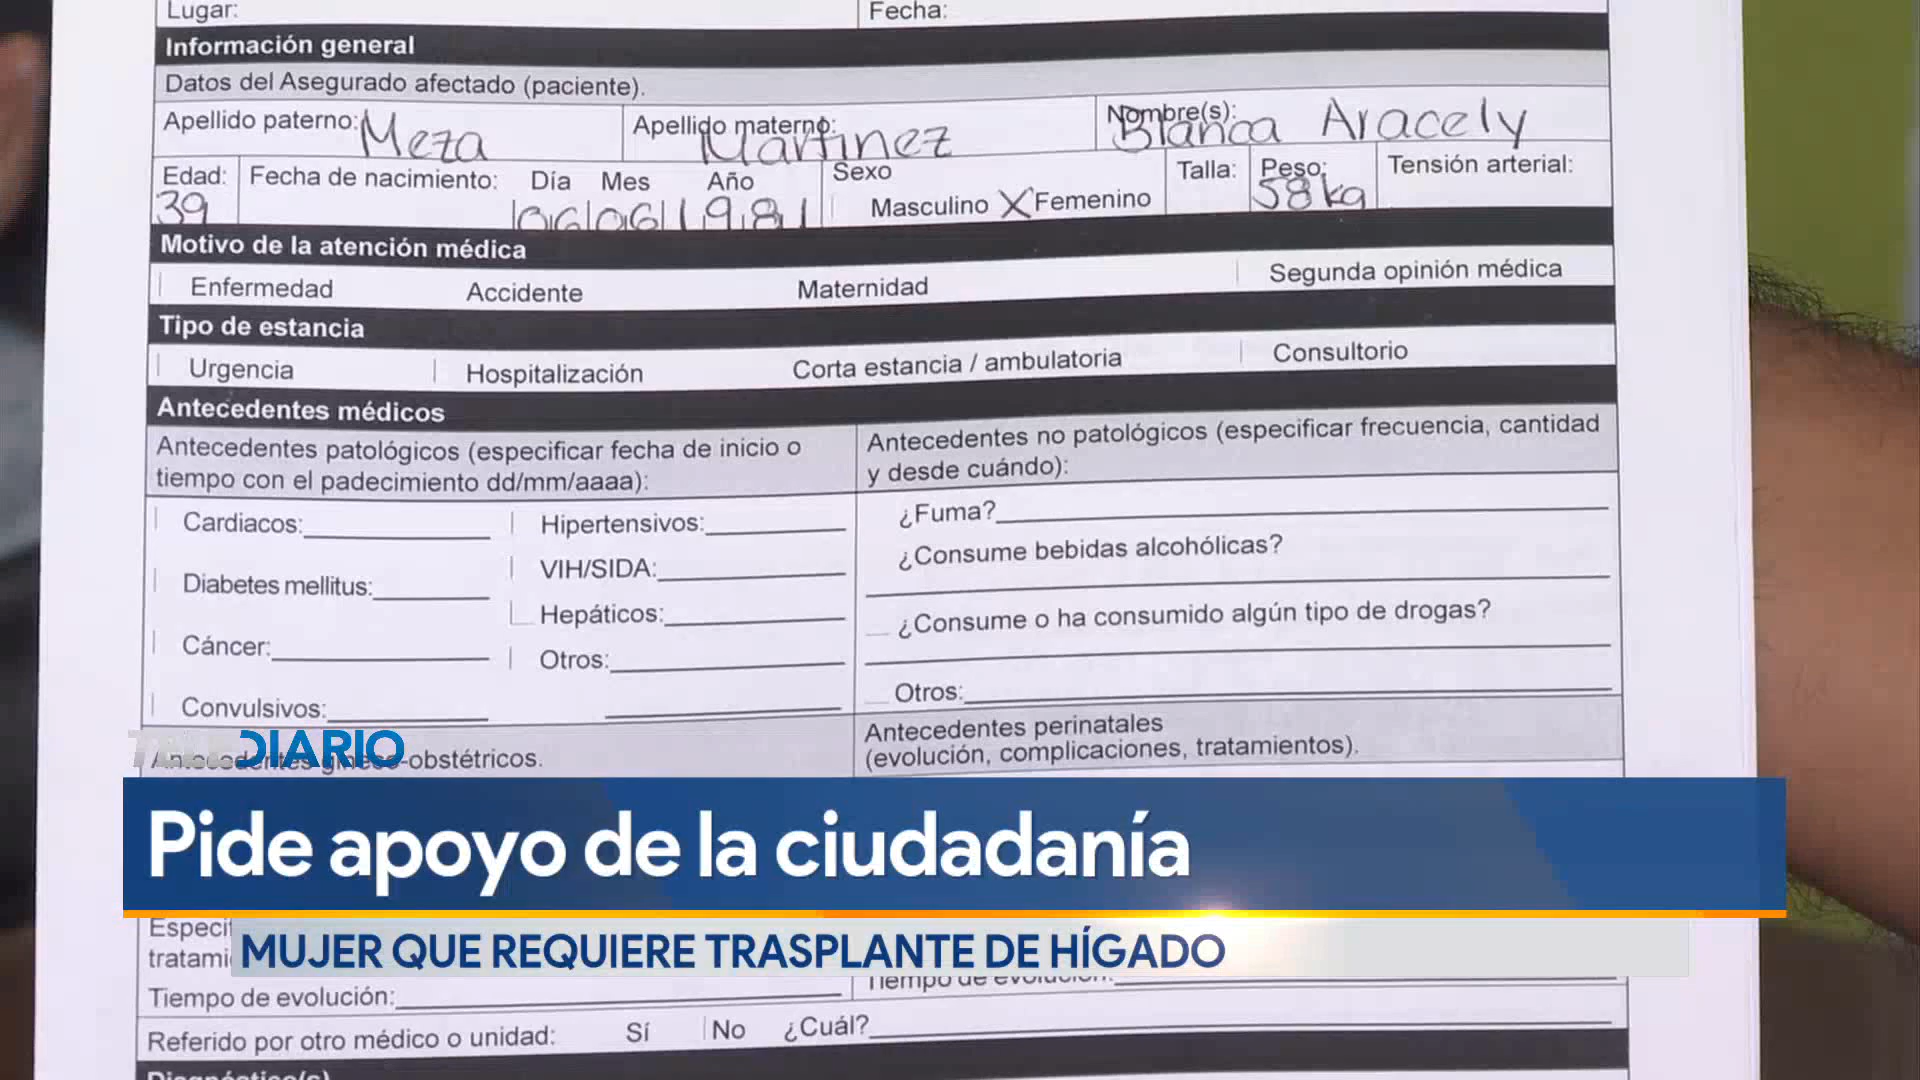 Lugar: Fecha:
Información general
Datos del Asegurado afectado (paciente).
Apellido paterno: Meza Apellido materno: Martinez Nombre(s): Blanca Aracely
Edad: 39 Fecha de nacimiento: Día Mes Año 06 06 1981 Sexo Masculino X Femenino Talla: Peso: 58 kg Tensión arterial:
Motivo de la atención médica
Enfermedad Accidente Maternidad Segunda opinión médica
Tipo de estancia
Urgencia Hospitalización Corta estancia / ambulatoria Consultorio
Antecedentes médicos
Antecedentes patológicos (especificar fecha de inicio o
tiempo con el padecimiento dd/mm/aaaa):
Antecedentes no patológicos (especificar frecuencia, cantidad
y desde cuándo):
Cardiacos: Hipertensivos:
VIH/SIDA:
Diabetes mellitus:
Hepáticos:
Cáncer:
Otros:
Convulsivos:
¿Fuma?
¿Consume bebidas alcohólicas?
¿Consume o ha consumido algún tipo de drogas?
Otros:
Antecedentes gineco-obstétricos.
Antecedentes perinatales
(evolución, complicaciones, tratamientos).
TELEDIARIO
Pide apoyo de la ciudadanía
MUJER QUE REQUIERE TRASPLANTE DE HÍGADO
Tiempo de evolución: Tiempo de evolución:
Referido por otro médico o unidad: Sí No ¿Cuál?
Diagnóstico(s)